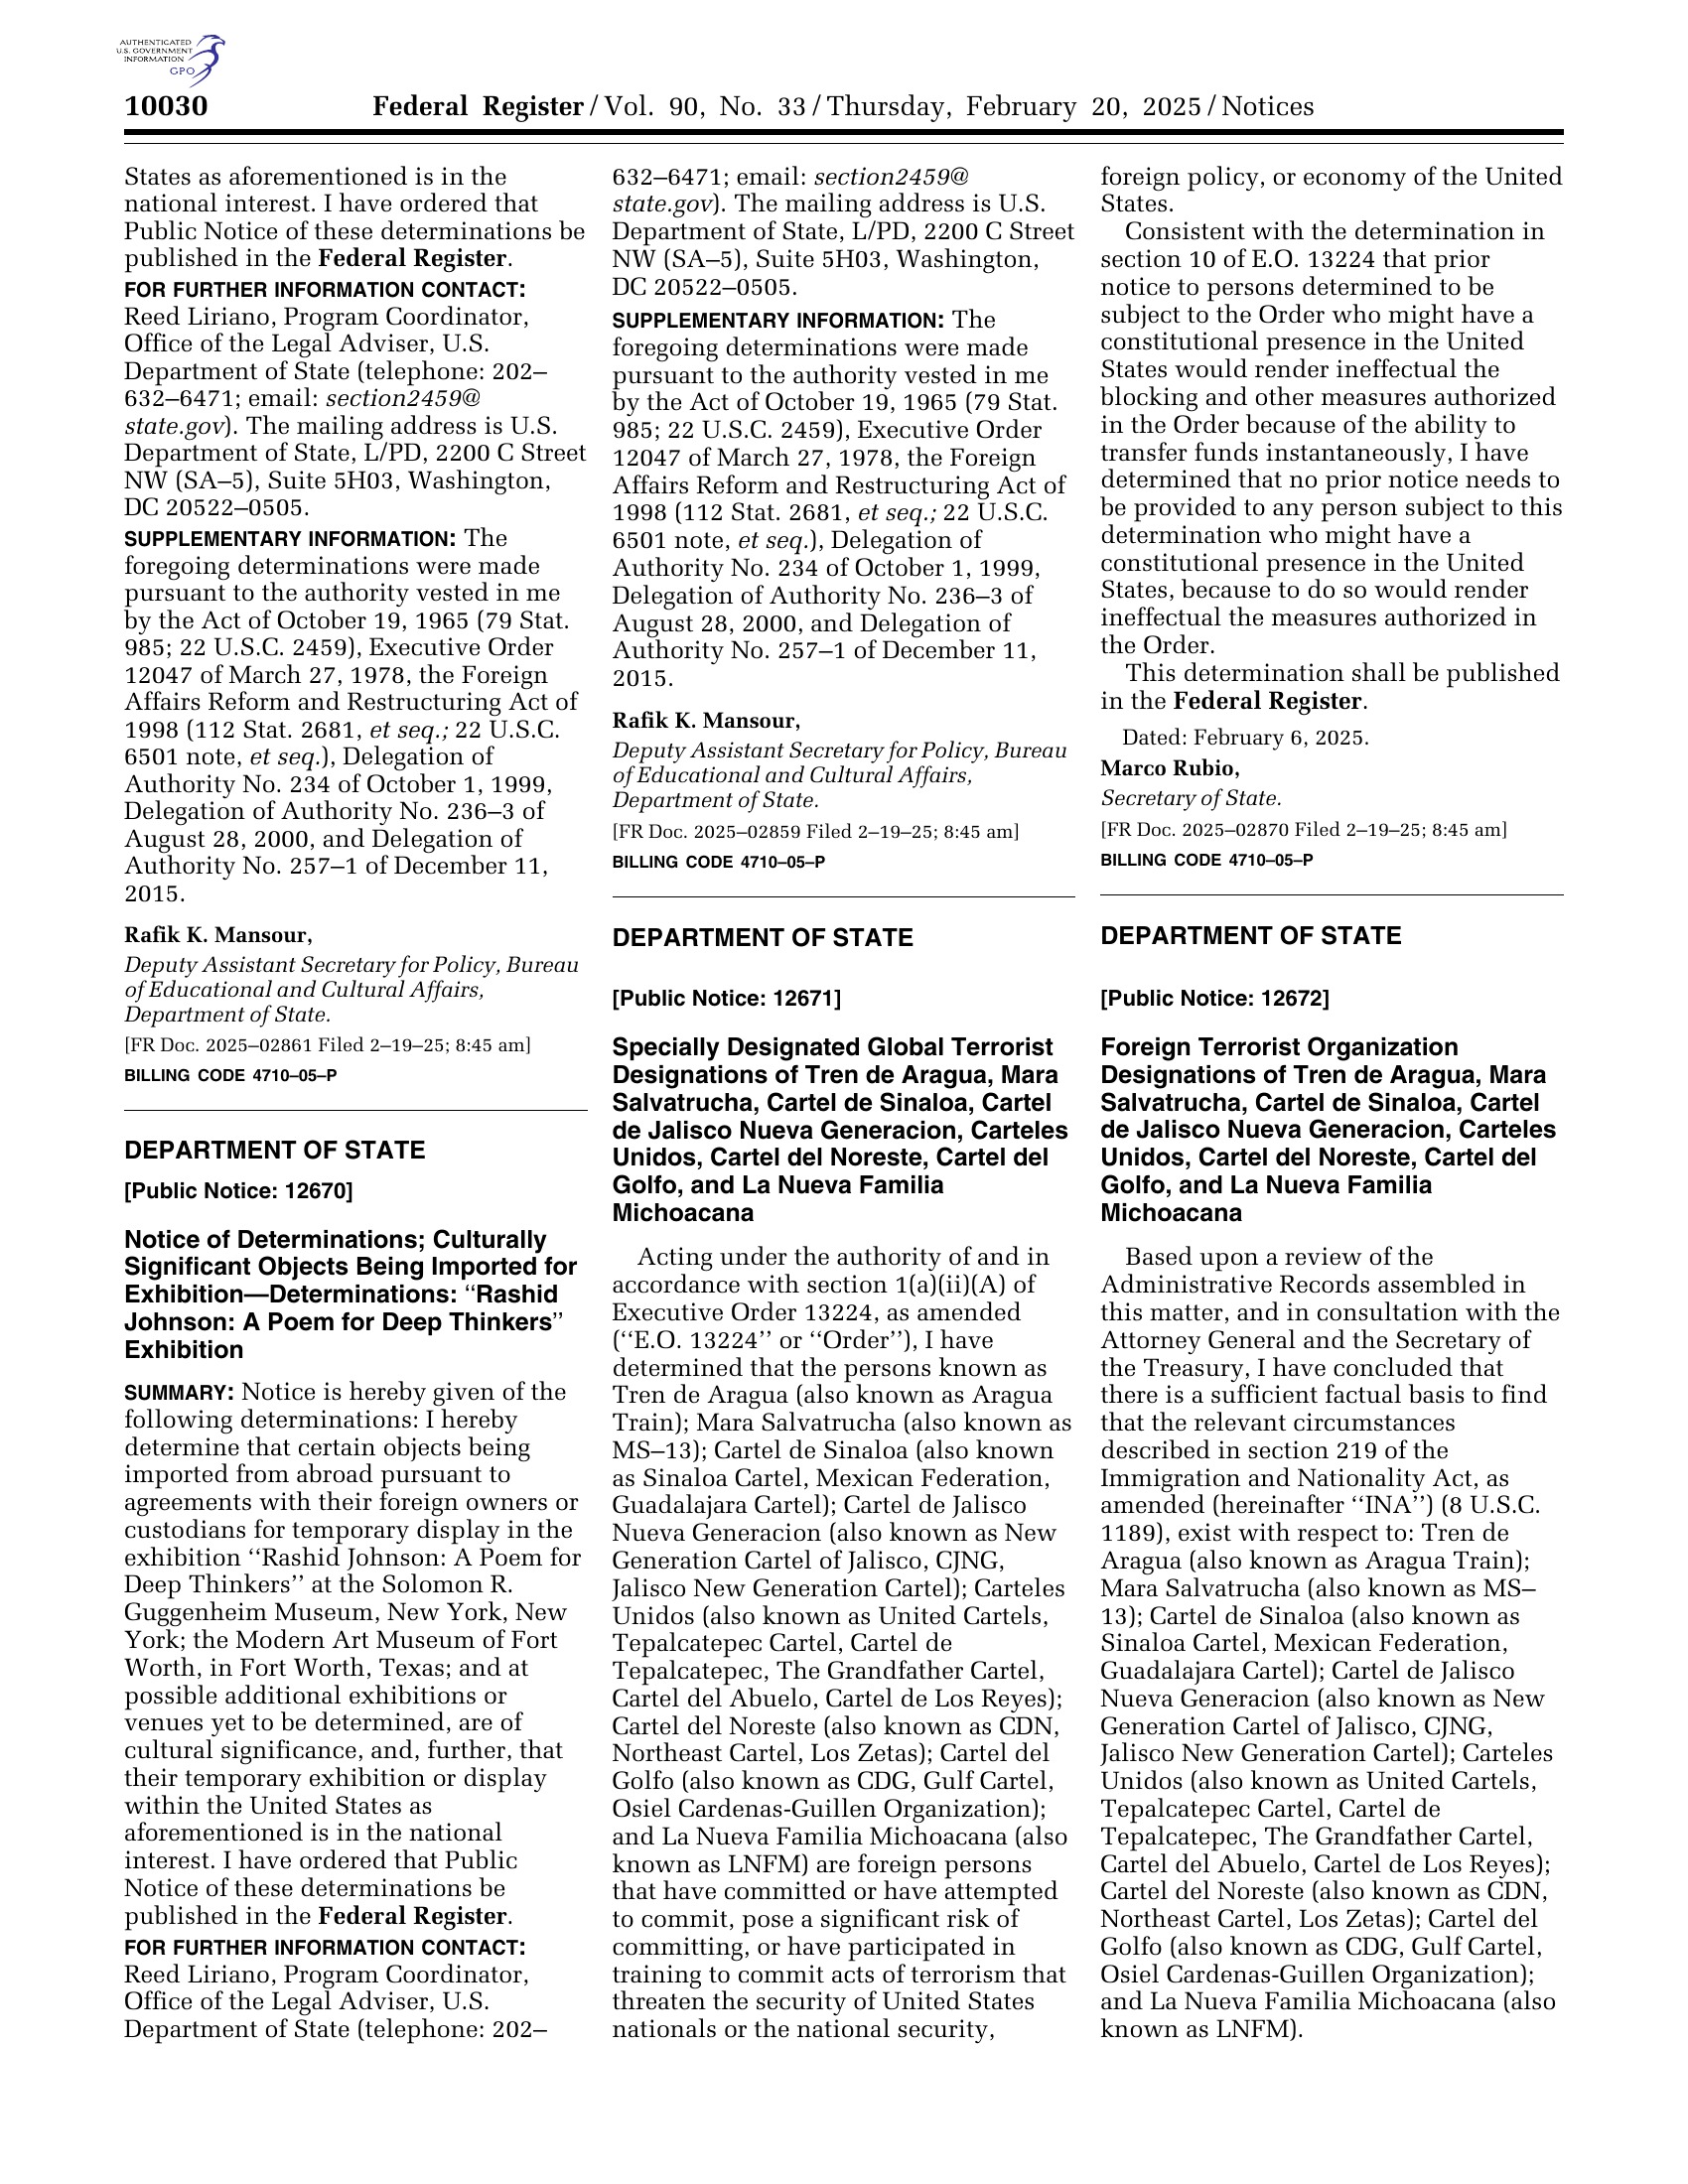 AUTHENTICATED
U.S. GOVERNMENT
INFORMATION
GPO
10030 Federal Register / Vol. 90, No. 33 / Thursday, February 20, 2025 / Notices
States as aforementioned is in the
national interest. I have ordered that
Public Notice of these determinations be
published in the Federal Register.
FOR FURTHER INFORMATION CONTACT:
Reed Liriano, Program Coordinator,
Office of the Legal Adviser, U.S.
Department of State (telephone: 202–
632–6471; email: section2459@
state.gov). The mailing address is U.S.
Department of State, L/PD, 2200 C Street
NW (SA–5), Suite 5H03, Washington,
DC 20522–0505.
SUPPLEMENTARY INFORMATION: The
foregoing determinations were made
pursuant to the authority vested in me
by the Act of October 19, 1965 (79 Stat.
985; 22 U.S.C. 2459), Executive Order
12047 of March 27, 1978, the Foreign
Affairs Reform and Restructuring Act of
1998 (112 Stat. 2681, et seq.; 22 U.S.C.
6501 note, et seq.), Delegation of
Authority No. 234 of October 1, 1999,
Delegation of Authority No. 236–3 of
August 28, 2000, and Delegation of
Authority No. 257–1 of December 11,
2015.
Rafik K. Mansour,
Deputy Assistant Secretary for Policy, Bureau
of Educational and Cultural Affairs,
Department of State.
[FR Doc. 2025–02861 Filed 2–19–25; 8:45 am]
BILLING CODE 4710–05–P
DEPARTMENT OF STATE
[Public Notice: 12670]
Notice of Determinations; Culturally
Significant Objects Being Imported for
Exhibition—Determinations: ‘‘Rashid
Johnson: A Poem for Deep Thinkers’’
Exhibition
SUMMARY: Notice is hereby given of the
following determinations: I hereby
determine that certain objects being
imported from abroad pursuant to
agreements with their foreign owners or
custodians for temporary display in the
exhibition ‘‘Rashid Johnson: A Poem for
Deep Thinkers’’ at the Solomon R.
Guggenheim Museum, New York, New
York; the Modern Art Museum of Fort
Worth, in Fort Worth, Texas; and at
possible additional exhibitions or
venues yet to be determined, are of
cultural significance, and, further, that
their temporary exhibition or display
within the United States as
aforementioned is in the national
interest. I have ordered that Public
Notice of these determinations be
published in the Federal Register.
FOR FURTHER INFORMATION CONTACT:
Reed Liriano, Program Coordinator,
Office of the Legal Adviser, U.S.
Department of State (telephone: 202–
632–6471; email: section2459@
state.gov). The mailing address is U.S.
Department of State, L/PD, 2200 C Street
NW (SA–5), Suite 5H03, Washington,
DC 20522–0505.
SUPPLEMENTARY INFORMATION: The
foregoing determinations were made
pursuant to the authority vested in me
by the Act of October 19, 1965 (79 Stat.
985; 22 U.S.C. 2459), Executive Order
12047 of March 27, 1978, the Foreign
Affairs Reform and Restructuring Act of
1998 (112 Stat. 2681, et seq.; 22 U.S.C.
6501 note, et seq.), Delegation of
Authority No. 234 of October 1, 1999,
Delegation of Authority No. 236–3 of
August 28, 2000, and Delegation of
Authority No. 257–1 of December 11,
2015.
Rafik K. Mansour,
Deputy Assistant Secretary for Policy, Bureau
of Educational and Cultural Affairs,
Department of State.
[FR Doc. 2025–02859 Filed 2–19–25; 8:45 am]
BILLING CODE 4710–05–P
DEPARTMENT OF STATE
[Public Notice: 12671]
Specially Designated Global Terrorist
Designations of Tren de Aragua, Mara
Salvatrucha, Cartel de Sinaloa, Cartel
de Jalisco Nueva Generacion, Carteles
Unidos, Cartel del Noreste, Cartel del
Golfo, and La Nueva Familia
Michoacana
Acting under the authority of and in
accordance with section 1(a)(ii)(A) of
Executive Order 13224, as amended
(‘‘E.O. 13224’’ or ‘‘Order’’), I have
determined that the persons known as
Tren de Aragua (also known as Aragua
Train); Mara Salvatrucha (also known as
MS–13); Cartel de Sinaloa (also known
as Sinaloa Cartel, Mexican Federation,
Guadalajara Cartel); Cartel de Jalisco
Nueva Generacion (also known as New
Generation Cartel of Jalisco, CJNG,
Jalisco New Generation Cartel); Carteles
Unidos (also known as United Cartels,
Tepalcatepec Cartel, Cartel de
Tepalcatepec, The Grandfather Cartel,
Cartel del Abuelo, Cartel de Los Reyes);
Cartel del Noreste (also known as CDN,
Northeast Cartel, Los Zetas); Cartel del
Golfo (also known as CDG, Gulf Cartel,
Osiel Cardenas-Guillen Organization);
and La Nueva Familia Michoacana (also
known as LNFM) are foreign persons
that have committed or have attempted
to commit, pose a significant risk of
committing, or have participated in
training to commit acts of terrorism that
threaten the security of United States
nationals or the national security,
foreign policy, or economy of the United
States.
Consistent with the determination in
section 10 of E.O. 13224 that prior
notice to persons determined to be
subject to the Order who might have a
constitutional presence in the United
States would render ineffectual the
blocking and other measures authorized
in the Order because of the ability to
transfer funds instantaneously, I have
determined that no prior notice needs to
be provided to any person subject to this
determination who might have a
constitutional presence in the United
States, because to do so would render
ineffectual the measures authorized in
the Order.
This determination shall be published
in the Federal Register.
Dated: February 6, 2025.
Marco Rubio,
Secretary of State.
[FR Doc. 2025–02870 Filed 2–19–25; 8:45 am]
BILLING CODE 4710–05–P
DEPARTMENT OF STATE
[Public Notice: 12672]
Foreign Terrorist Organization
Designations of Tren de Aragua, Mara
Salvatrucha, Cartel de Sinaloa, Cartel
de Jalisco Nueva Generacion, Carteles
Unidos, Cartel del Noreste, Cartel del
Golfo, and La Nueva Familia
Michoacana
Based upon a review of the
Administrative Records assembled in
this matter, and in consultation with the
Attorney General and the Secretary of
the Treasury, I have concluded that
there is a sufficient factual basis to find
that the relevant circumstances
described in section 219 of the
Immigration and Nationality Act, as
amended (hereinafter ‘‘INA’’) (8 U.S.C.
1189), exist with respect to: Tren de
Aragua (also known as Aragua Train);
Mara Salvatrucha (also known as MS–
13); Cartel de Sinaloa (also known as
Sinaloa Cartel, Mexican Federation,
Guadalajara Cartel); Cartel de Jalisco
Nueva Generacion (also known as New
Generation Cartel of Jalisco, CJNG,
Jalisco New Generation Cartel); Carteles
Unidos (also known as United Cartels,
Tepalcatepec Cartel, Cartel de
Tepalcatepec, The Grandfather Cartel,
Cartel del Abuelo, Cartel de Los Reyes);
Cartel del Noreste (also known as CDN,
Northeast Cartel, Los Zetas); Cartel del
Golfo (also known as CDG, Gulf Cartel,
Osiel Cardenas-Guillen Organization);
and La Nueva Familia Michoacana (also
known as LNFM).